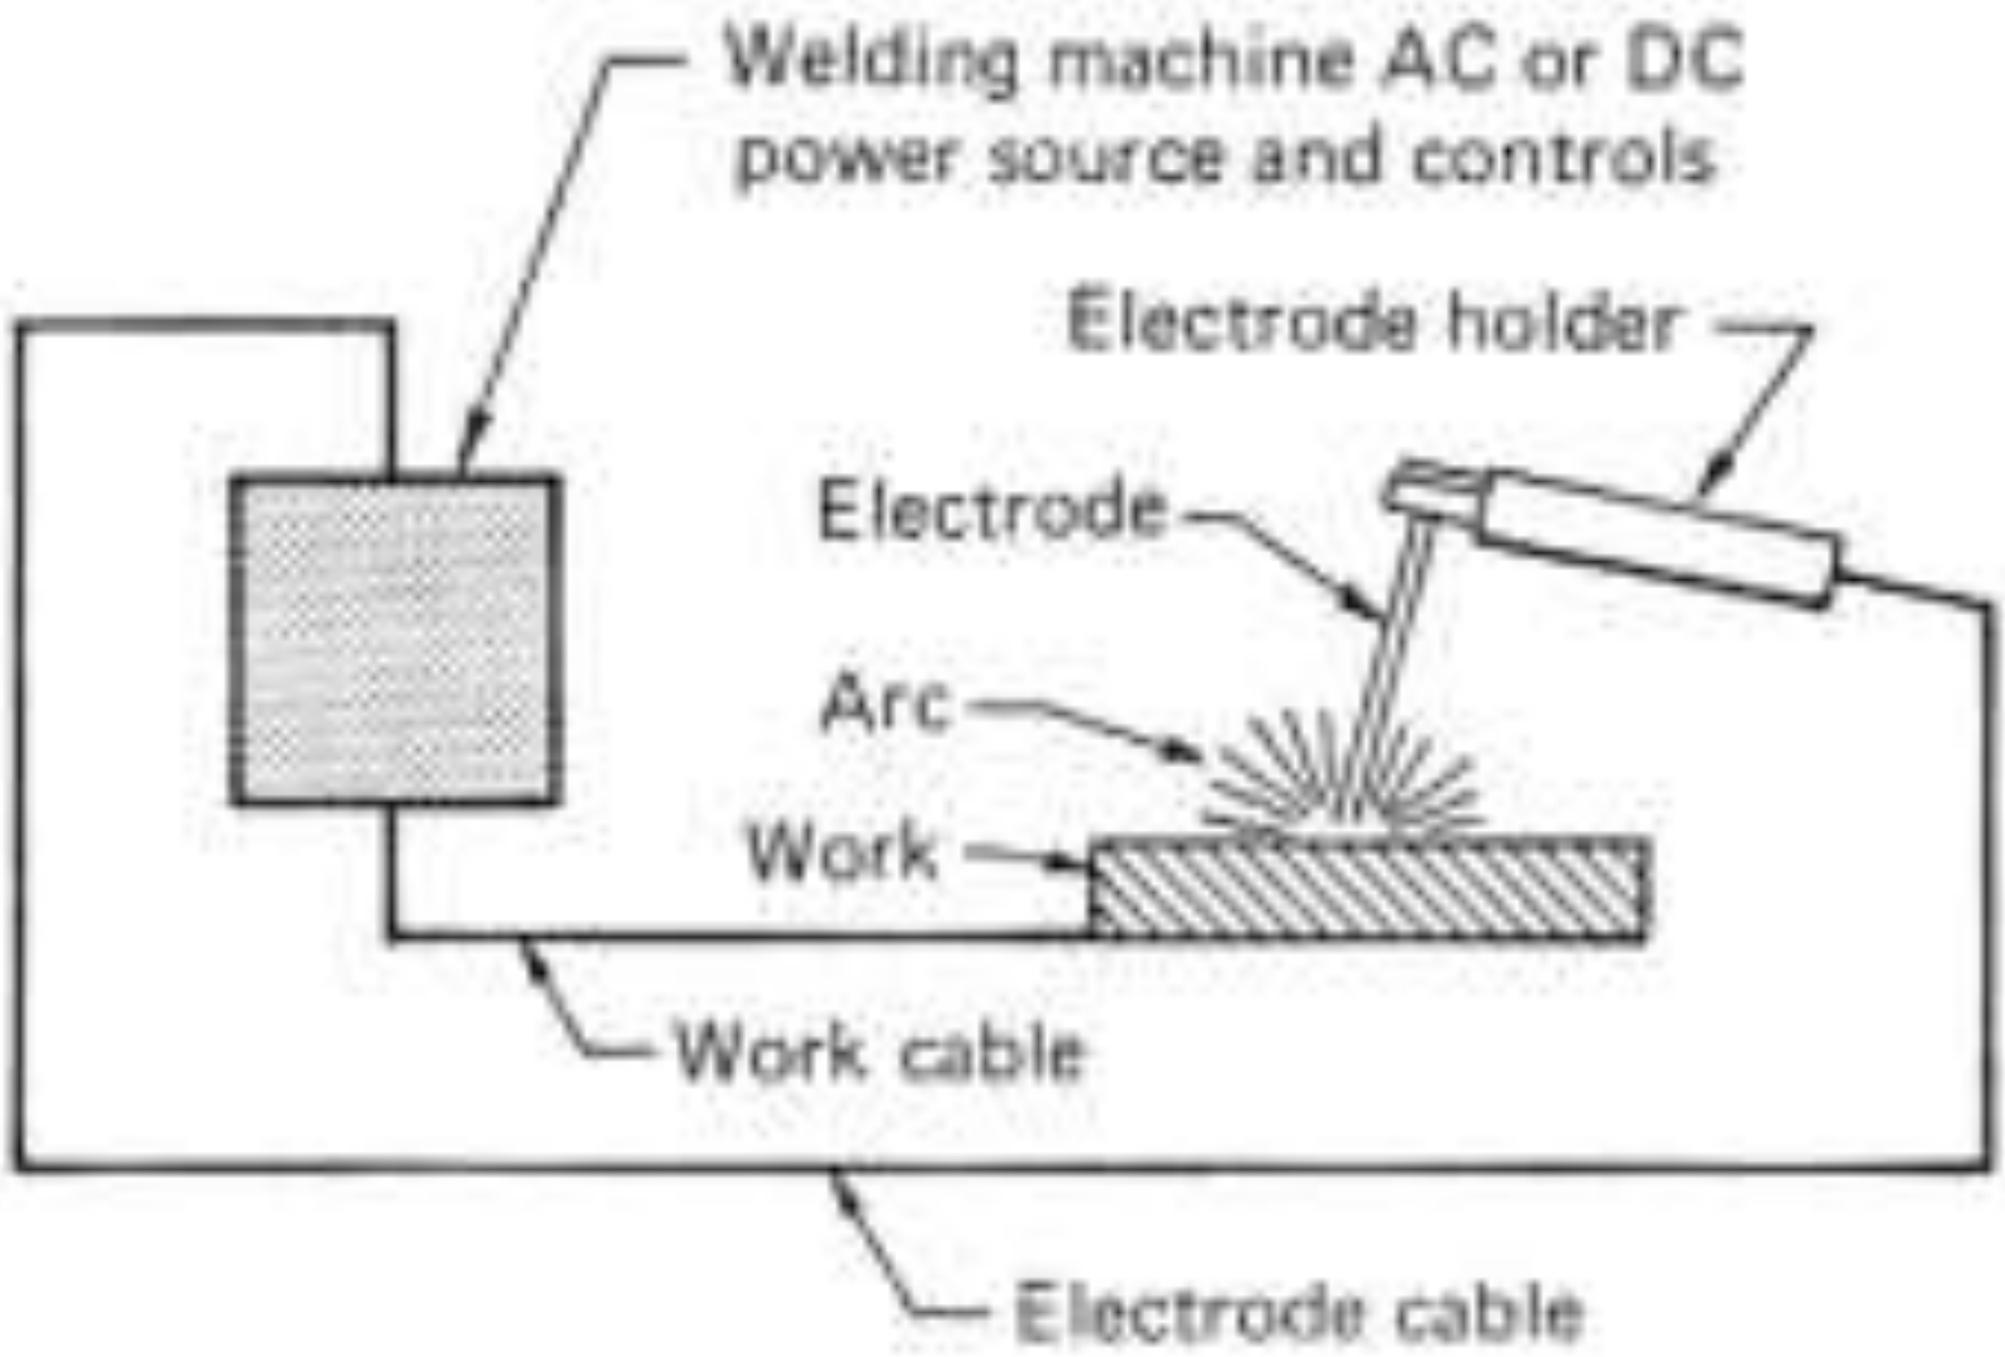 Welding machine AC or DC
power source and controls
Electrode holder
Electrode
Arc
Work
Work cable
Electrode cable